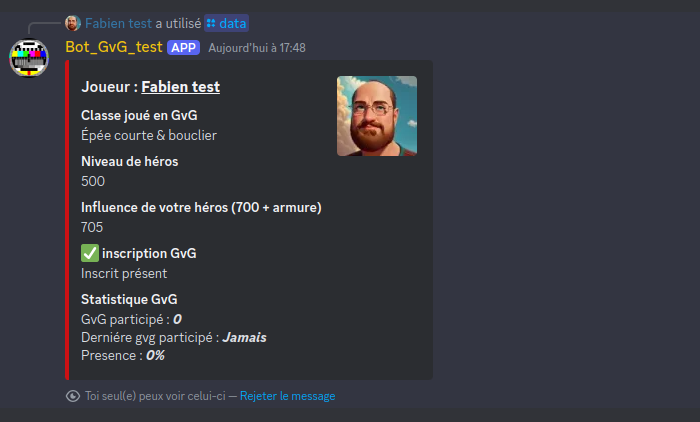 Fabien test a utilisé data
Bot_GvG_test APP Aujourd'hui à 17:48
Joueur : Fabien test
Classe joué en GvG
Épée courte & bouclier
Niveau de héros
500
Influence de votre héros (700 + armure)
705
✅ inscription GvG
Inscrit présent
Statistique GvG
GvG participé : 0
Derniére gvg participé : Jamais
Presence : 0%
Toi seul(e) peux voir celui-ci — Rejeter le message